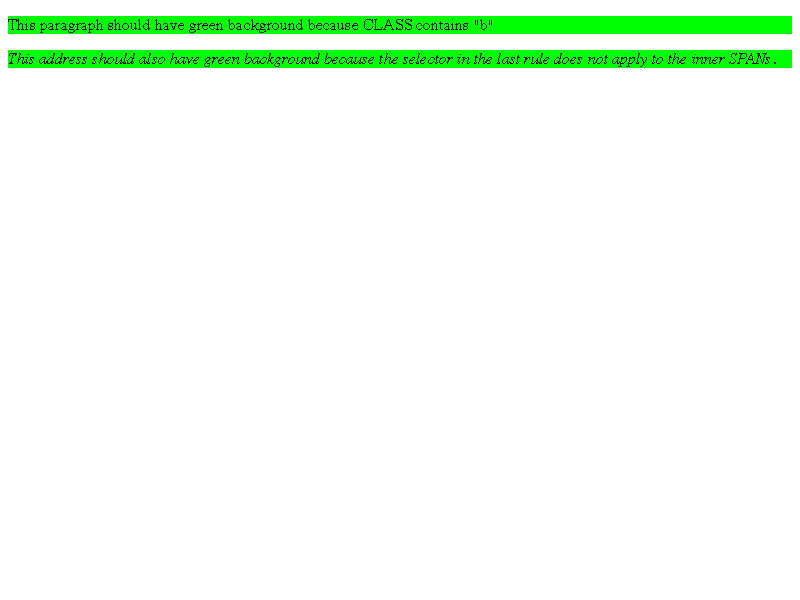 This paragraph should have green background because CLASS contains "b"
This address should also have green background because the selector in the last rule does not apply to the inner SPANs.